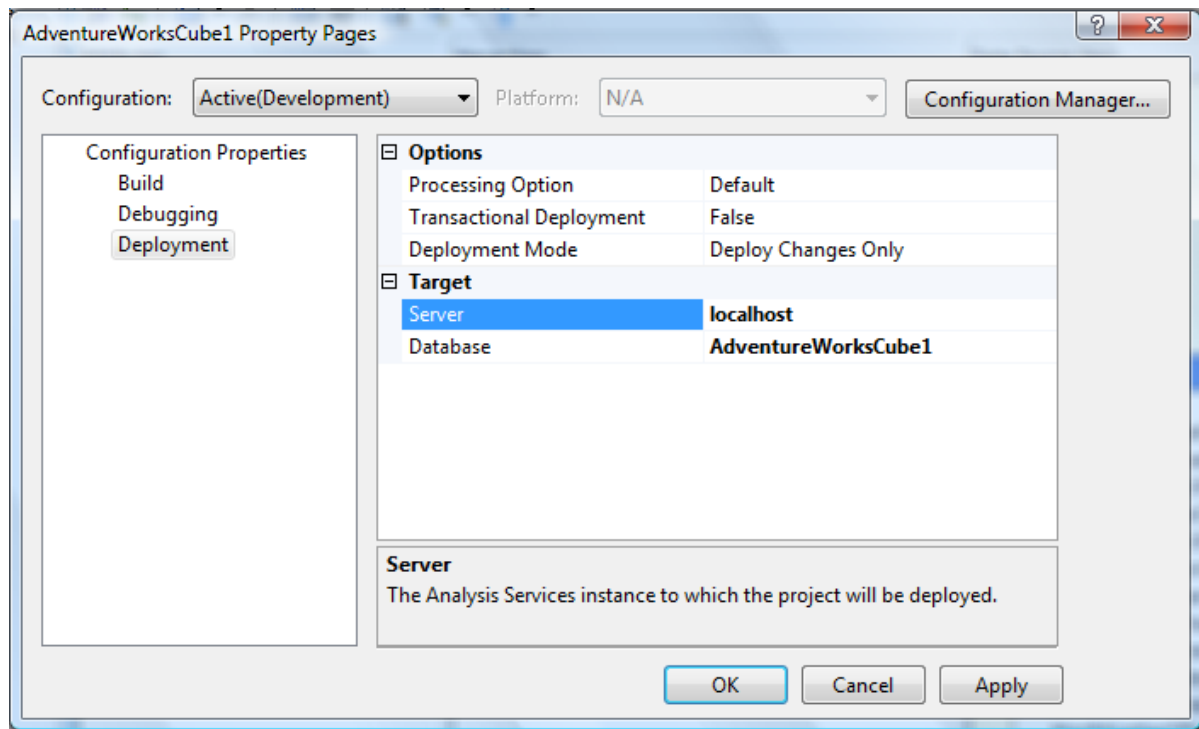 AdventureWorksCube1 Property Pages
Configuration: Active(Development) Platform: N/A Configuration Manager...
Configuration Properties
Build
Debugging
Deployment
Options
Processing Option Default
Transactional Deployment False
Deployment Mode Deploy Changes Only
Target
Server localhost
Database AdventureWorksCube1
Server
The Analysis Services instance to which the project will be deployed.
OK Cancel Apply